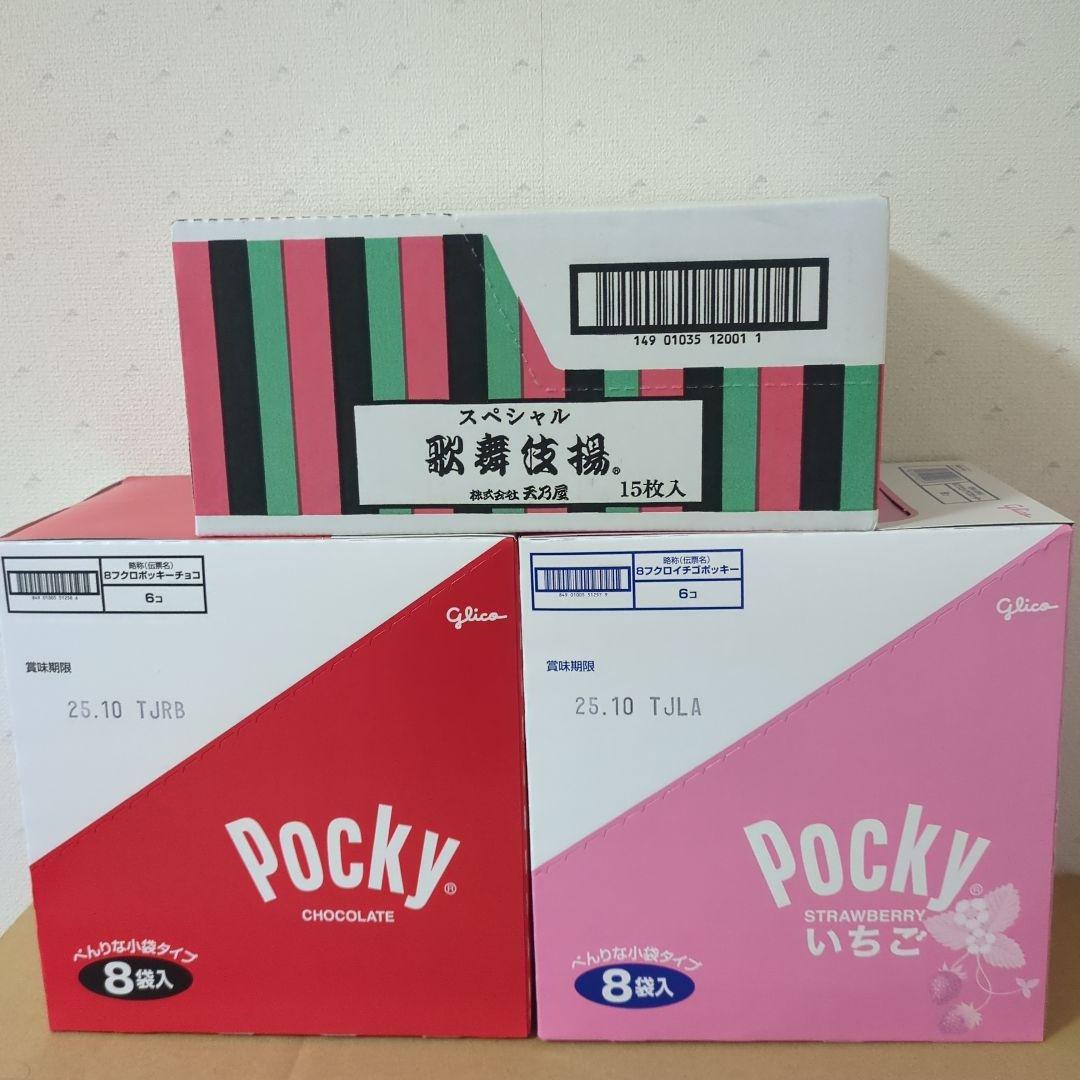 149 01035 12001 1
スペシャル
歌舞伎揚®
株式会社 天乃屋
15枚入
略称(伝票名)
8フクロポッキーチョコ
6コ
glico
賞味期限
25.10 TJRB
Pocky®
CHOCOLATE
べんりな小袋タイプ
8袋入
略称(伝票名)
8フクロイチゴポッキー
6コ
glico
賞味期限
25.10 TJLA
Pocky®
STRAWBERRY
いちご
べんりな小袋タイプ
8袋入
glico